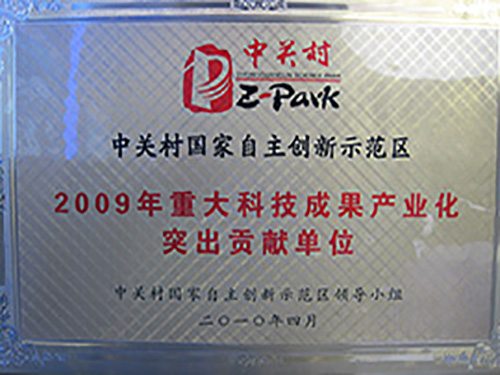 中关村
ZHONGGUANCUN SCIENCE PARK
Z-Park
中关村国家自主创新示范区
2009年重大科技成果产业化
突出贡献单位
中关村国家自主创新示范区领导小组
二〇一〇年四月